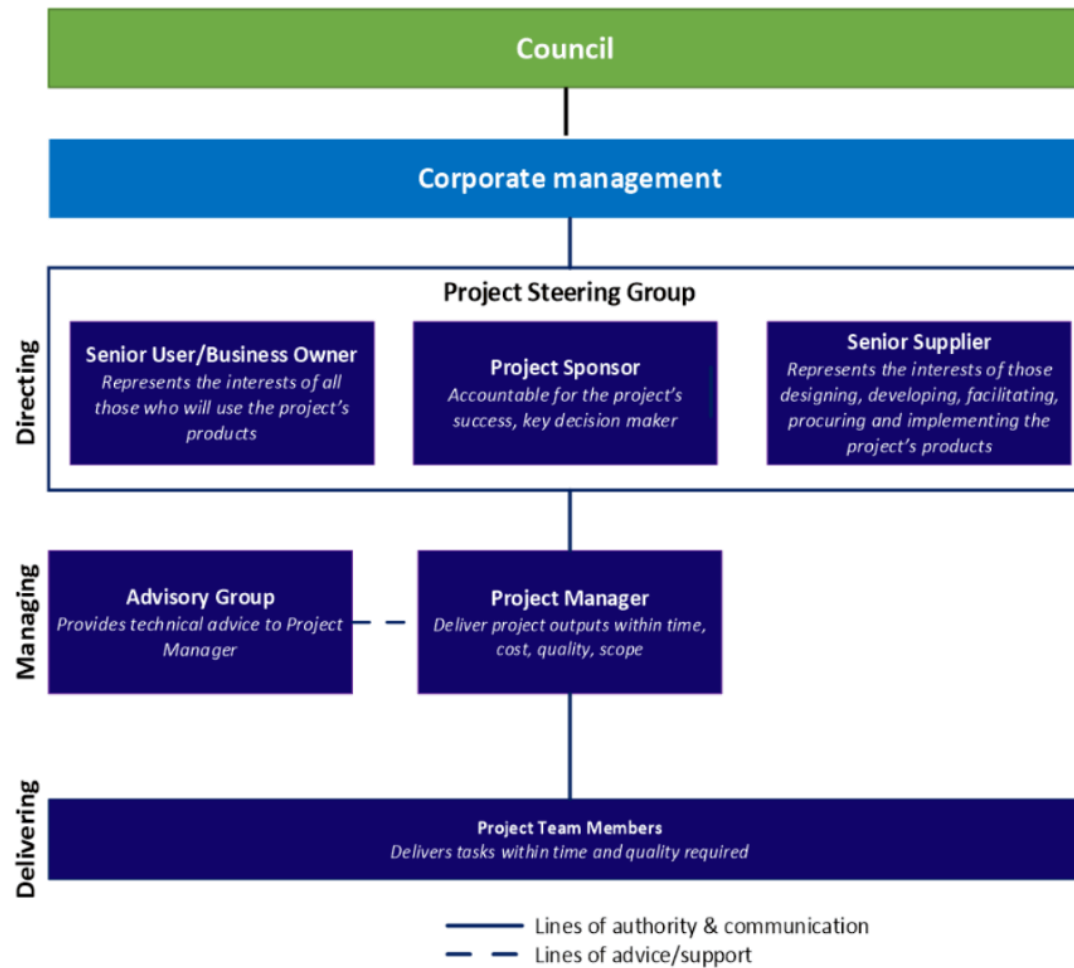 Council
Corporate management
Directing
Project Steering Group
Senior User/Business Owner
Represents the interests of all
those who will use the project's
products
Project Sponsor
Accountable for the project's
success, key decision maker
Senior Supplier
Represents the interests of those
designing, developing, facilitating,
procuring and implementing the
project's products
Managing
Advisory Group
Provides technical advice to Project
Manager
Project Manager
Deliver project outputs within time,
cost, quality, scope
Delivering
Project Team Members
Delivers tasks within time and quality required
Lines of authority & communication
Lines of advice/support